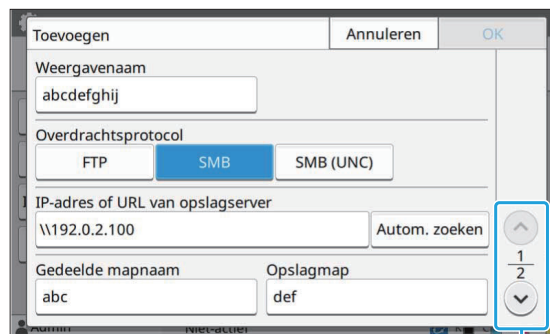 Toevoegen Annuleren OK
Weergavenaam
abcdefghij
Overdrachtsprotocol
FTP SMB SMB (UNC)
IP-adres of URL van opslagserver
\\192.0.2.100 Autom. zoeken
1
2
Gedeelde mapnaam Opslagmap
abc def
Admin Niet-actief